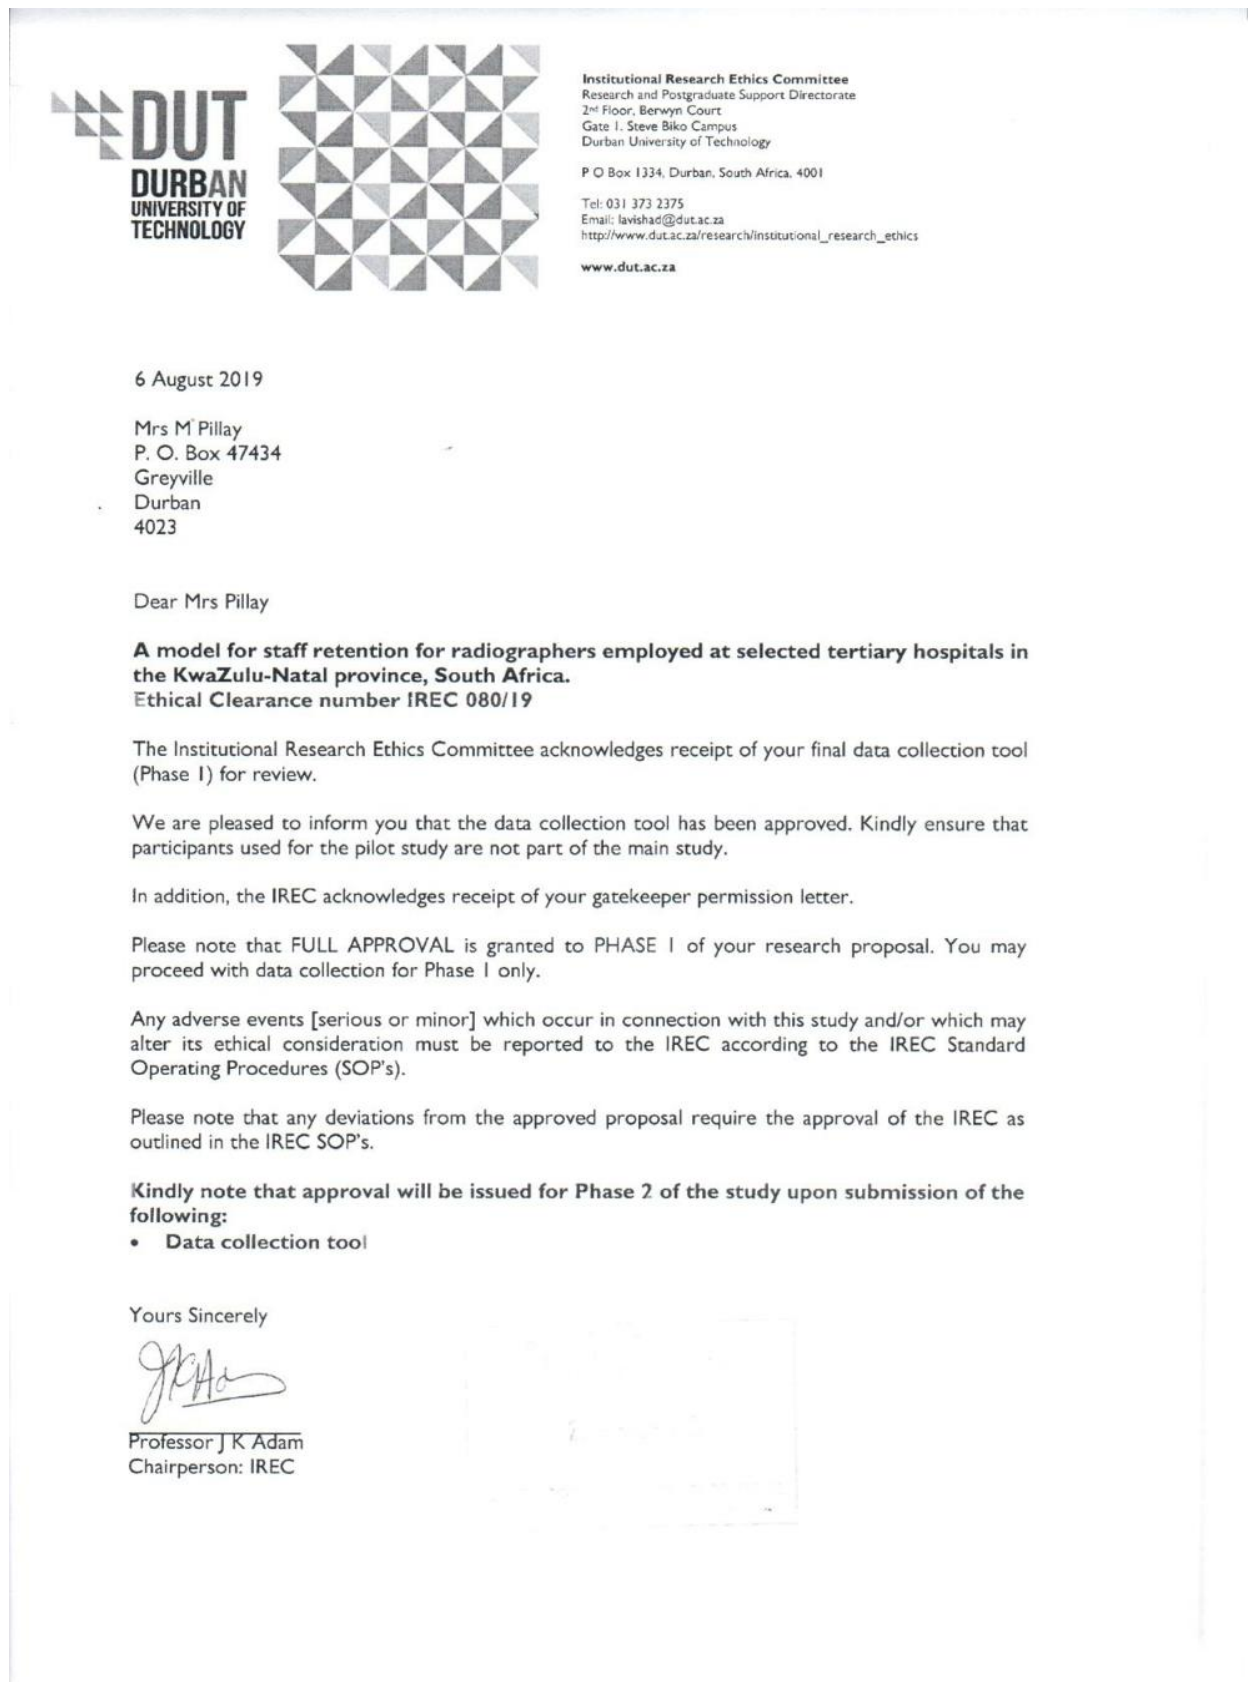 DUT
DURBAN
UNIVERSITY OF
TECHNOLOGY
Institutional Research Ethics Committee
Research and Postgraduate Support Directorate
2nd Floor, Berwyn Court
Gate 1, Steve Biko Campus
Durban University of Technology
P O Box 1334, Durban, South Africa, 4001
Tel: 031 373 2375
Email: lavishad@dut.ac.za
http://www.dut.ac.za/research/institutional_research_ethics
www.dut.ac.za
6 August 2019
Mrs M Pillay
P. O. Box 47434
Greyville
Durban
4023
Dear Mrs Pillay
A model for staff retention for radiographers employed at selected tertiary hospitals in
the KwaZulu-Natal province, South Africa.
Ethical Clearance number IREC 080/19
The Institutional Research Ethics Committee acknowledges receipt of your final data collection tool
(Phase 1) for review.
We are pleased to inform you that the data collection tool has been approved. Kindly ensure that
participants used for the pilot study are not part of the main study.
In addition, the IREC acknowledges receipt of your gatekeeper permission letter.
Please note that FULL APPROVAL is granted to PHASE 1 of your research proposal. You may
proceed with data collection for Phase 1 only.
Any adverse events [serious or minor] which occur in connection with this study and/or which may
alter its ethical consideration must be reported to the IREC according to the IREC Standard
Operating Procedures (SOP's).
Please note that any deviations from the approved proposal require the approval of the IREC as
outlined in the IREC SOP's.
Kindly note that approval will be issued for Phase 2 of the study upon submission of the
following:
• Data collection tool
Yours Sincerely
Professor J K Adam
Chairperson: IREC